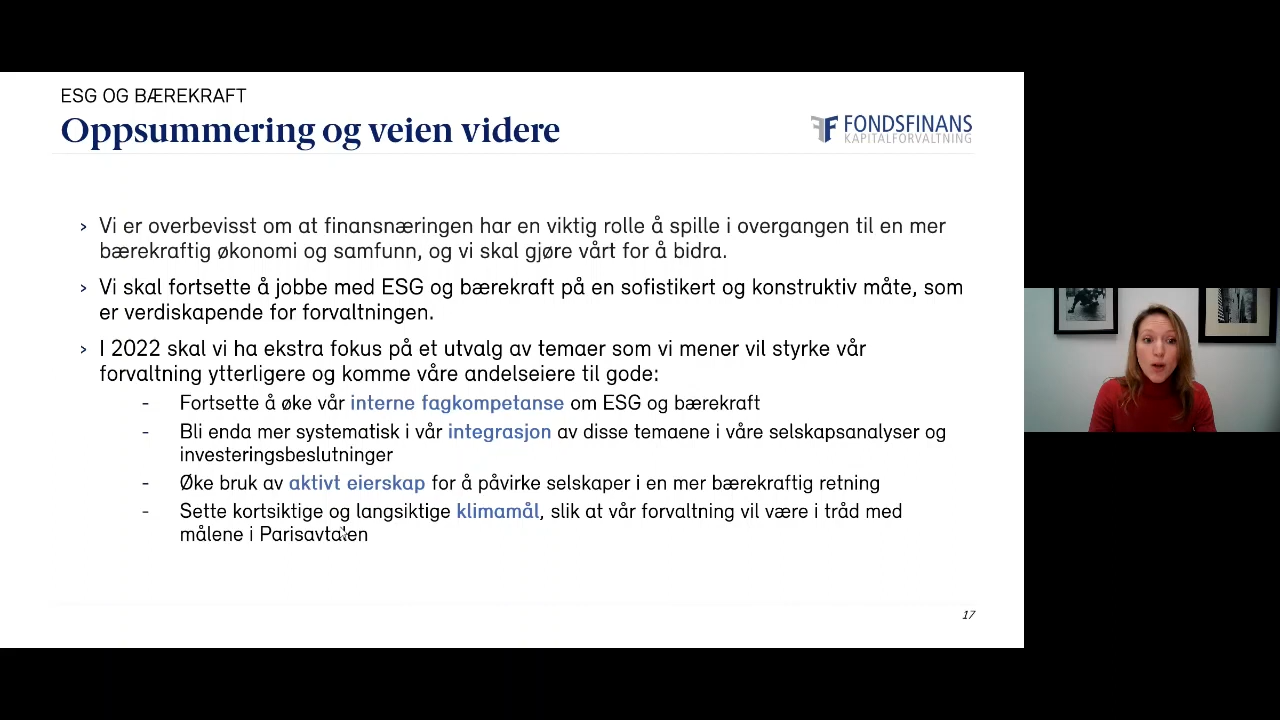 ESG OG BÆREKRAFT
Oppsummering og veien videre
FONDSFINANS
KAPITALFORVALTNING
› Vi er overbevisst om at finansnæringen har en viktig rolle å spille i overgangen til en mer
bærekraftig økonomi og samfunn, og vi skal gjøre vårt for å bidra.
› Vi skal fortsette å jobbe med ESG og bærekraft på en sofistikert og konstruktiv måte, som
er verdiskapende for forvaltningen.
› I 2022 skal vi ha ekstra fokus på et utvalg av temaer som vi mener vil styrke vår
forvaltning ytterligere og komme våre andelseiere til gode:
- Fortsette å øke vår interne fagkompetanse om ESG og bærekraft
- Bli enda mer systematisk i vår integrasjon av disse temaene i våre selskapsanalyser og
investeringsbeslutninger
- Øke bruk av aktivt eierskap for å påvirke selskaper i en mer bærekraftig retning
- Sette kortsiktige og langsiktige klimamål, slik at vår forvaltning vil være i tråd med
målene i Parisavtalen
17